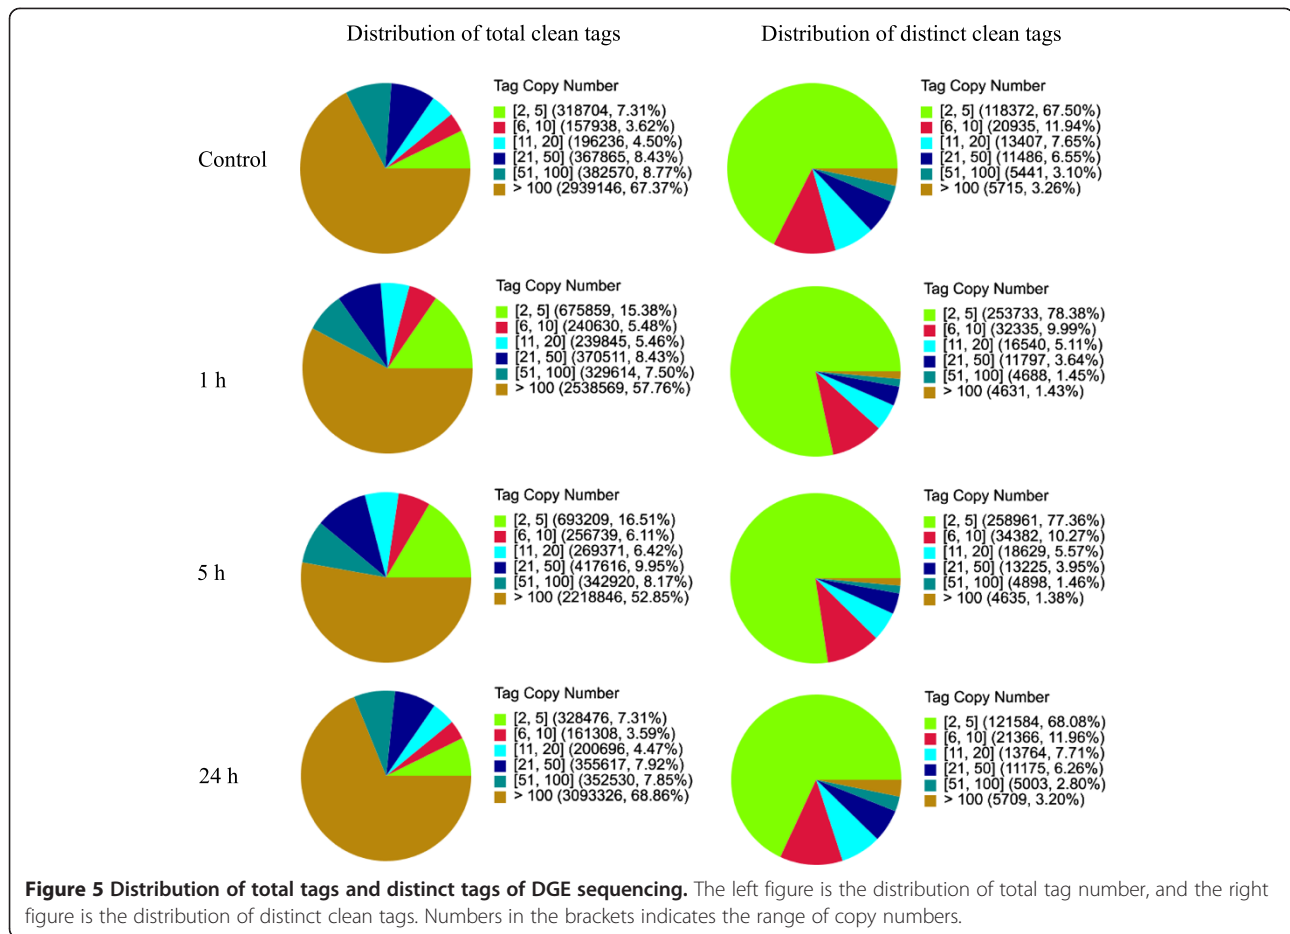 Distribution of total clean tags
Distribution of distinct clean tags
Control
Tag Copy Number
[2, 5] (318704, 7.31%)
[6, 10] (157938, 3.62%)
[11, 20] (196236, 4.50%)
[21, 50] (367865, 8.43%)
[51, 100] (382570, 8.77%)
> 100 (2939146, 67.37%)
Tag Copy Number
[2, 5] (118372, 67.50%)
[6, 10] (20935, 11.94%)
[11, 20] (13407, 7.65%)
[21, 50] (11486, 6.55%)
[51, 100] (5441, 3.10%)
> 100 (5715, 3.26%)
1 h
Tag Copy Number
[2, 5] (675859, 15.38%)
[6, 10] (240630, 5.48%)
[11, 20] (239845, 5.46%)
[21, 50] (370511, 8.43%)
[51, 100] (329614, 7.50%)
> 100 (2538569, 57.76%)
Tag Copy Number
[2, 5] (253733, 78.38%)
[6, 10] (32335, 9.99%)
[11, 20] (16540, 5.11%)
[21, 50] (11797, 3.64%)
[51, 100] (4688, 1.45%)
> 100 (4631, 1.43%)
5 h
Tag Copy Number
[2, 5] (693209, 16.51%)
[6, 10] (256739, 6.11%)
[11, 20] (269371, 6.42%)
[21, 50] (417616, 9.95%)
[51, 100] (342920, 8.17%)
> 100 (2218846, 52.85%)
Tag Copy Number
[2, 5] (258961, 77.36%)
[6, 10] (34382, 10.27%)
[11, 20] (18629, 5.57%)
[21, 50] (13225, 3.95%)
[51, 100] (4898, 1.46%)
> 100 (4635, 1.38%)
24 h
Tag Copy Number
[2, 5] (328476, 7.31%)
[6, 10] (161308, 3.59%)
[11, 20] (200696, 4.47%)
[21, 50] (355617, 7.92%)
[51, 100] (352530, 7.85%)
> 100 (3093326, 68.86%)
Tag Copy Number
[2, 5] (121584, 68.08%)
[6, 10] (21366, 11.96%)
[11, 20] (13764, 7.71%)
[21, 50] (11175, 6.26%)
[51, 100] (5003, 2.80%)
> 100 (5709, 3.20%)
Figure 5 Distribution of total tags and distinct tags of DGE sequencing. The left figure is the distribution of total tag number, and the right
figure is the distribution of distinct clean tags. Numbers in the brackets indicates the range of copy numbers.